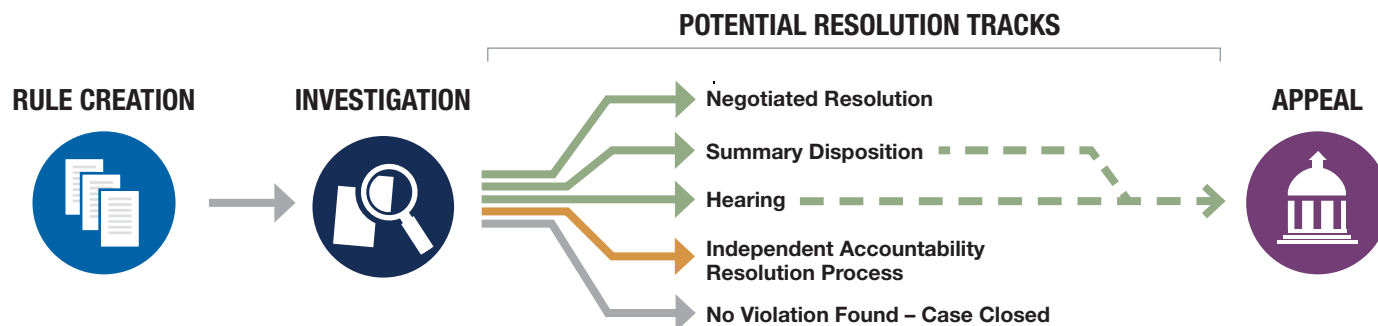 POTENTIAL RESOLUTION TRACKS
RULE CREATION
INVESTIGATION
APPEAL
Negotiated Resolution
Summary Disposition
Hearing
Independent Accountability
Resolution Process
No Violation Found – Case Closed